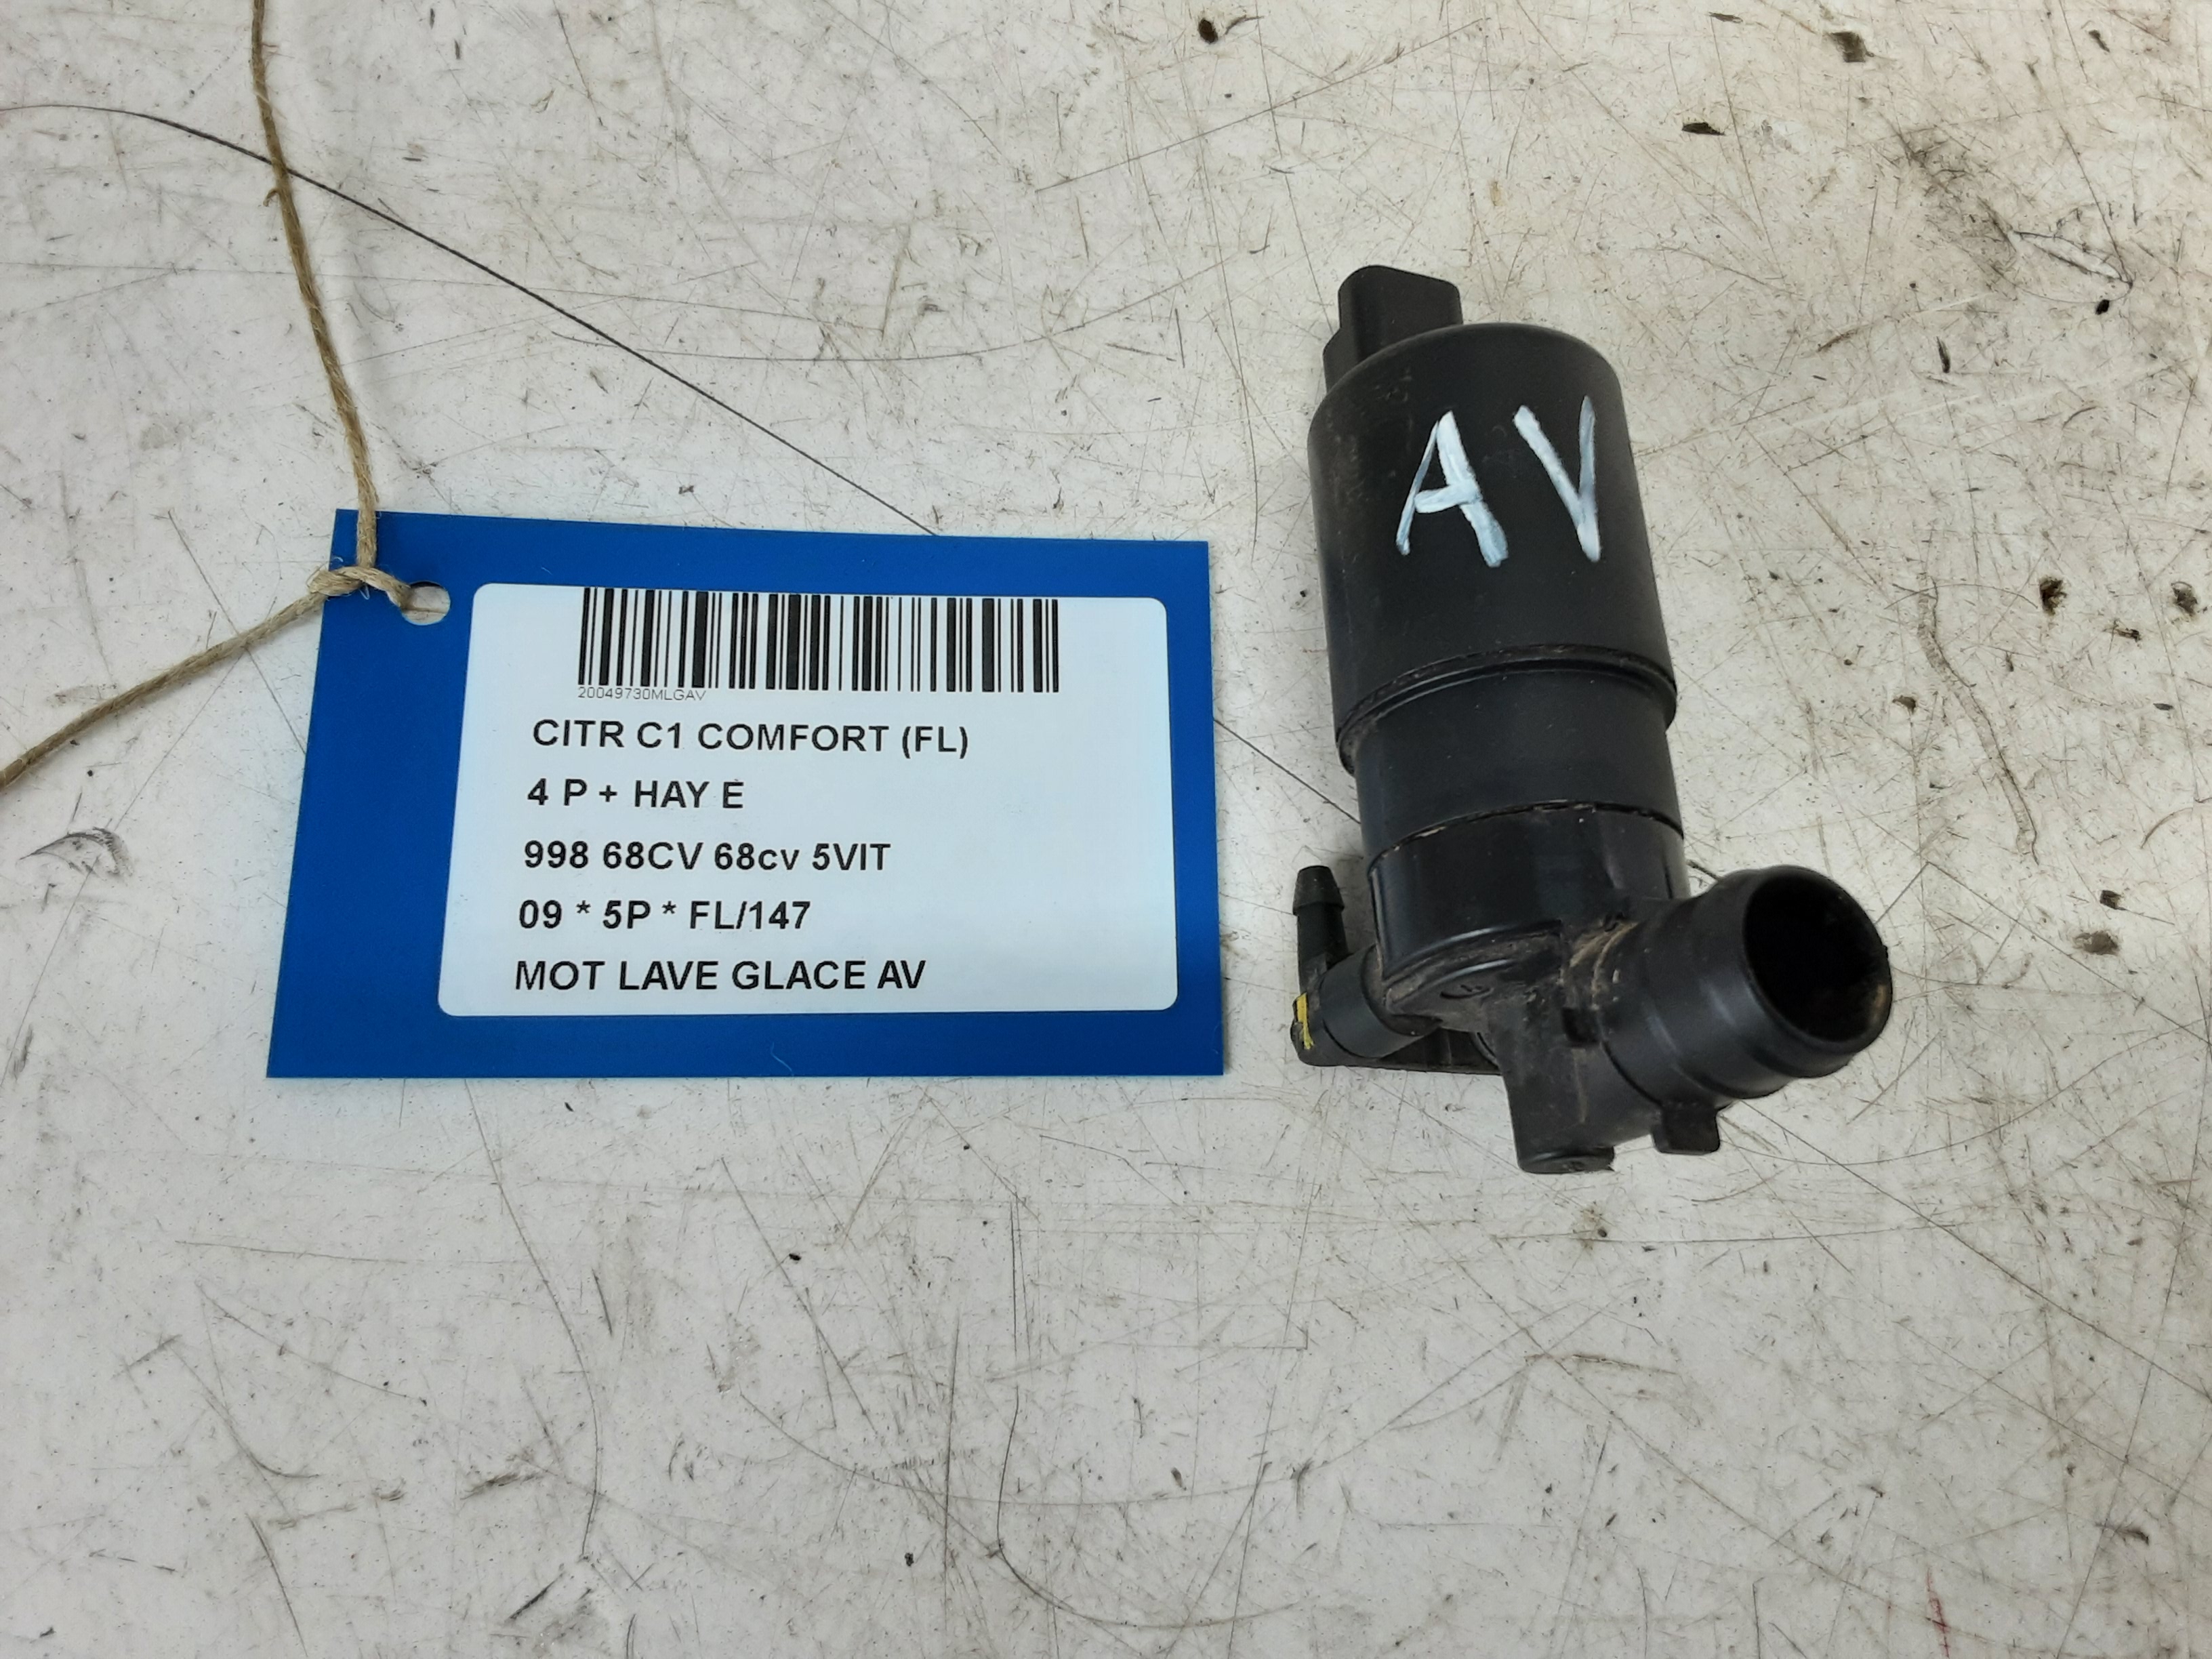 20049730MLGAV
CITR C1 COMFORT (FL)
4 P + HAY E
998 68CV 68cv 5VIT
09 * 5P * FL/147
MOT LAVE GLACE AV
AV